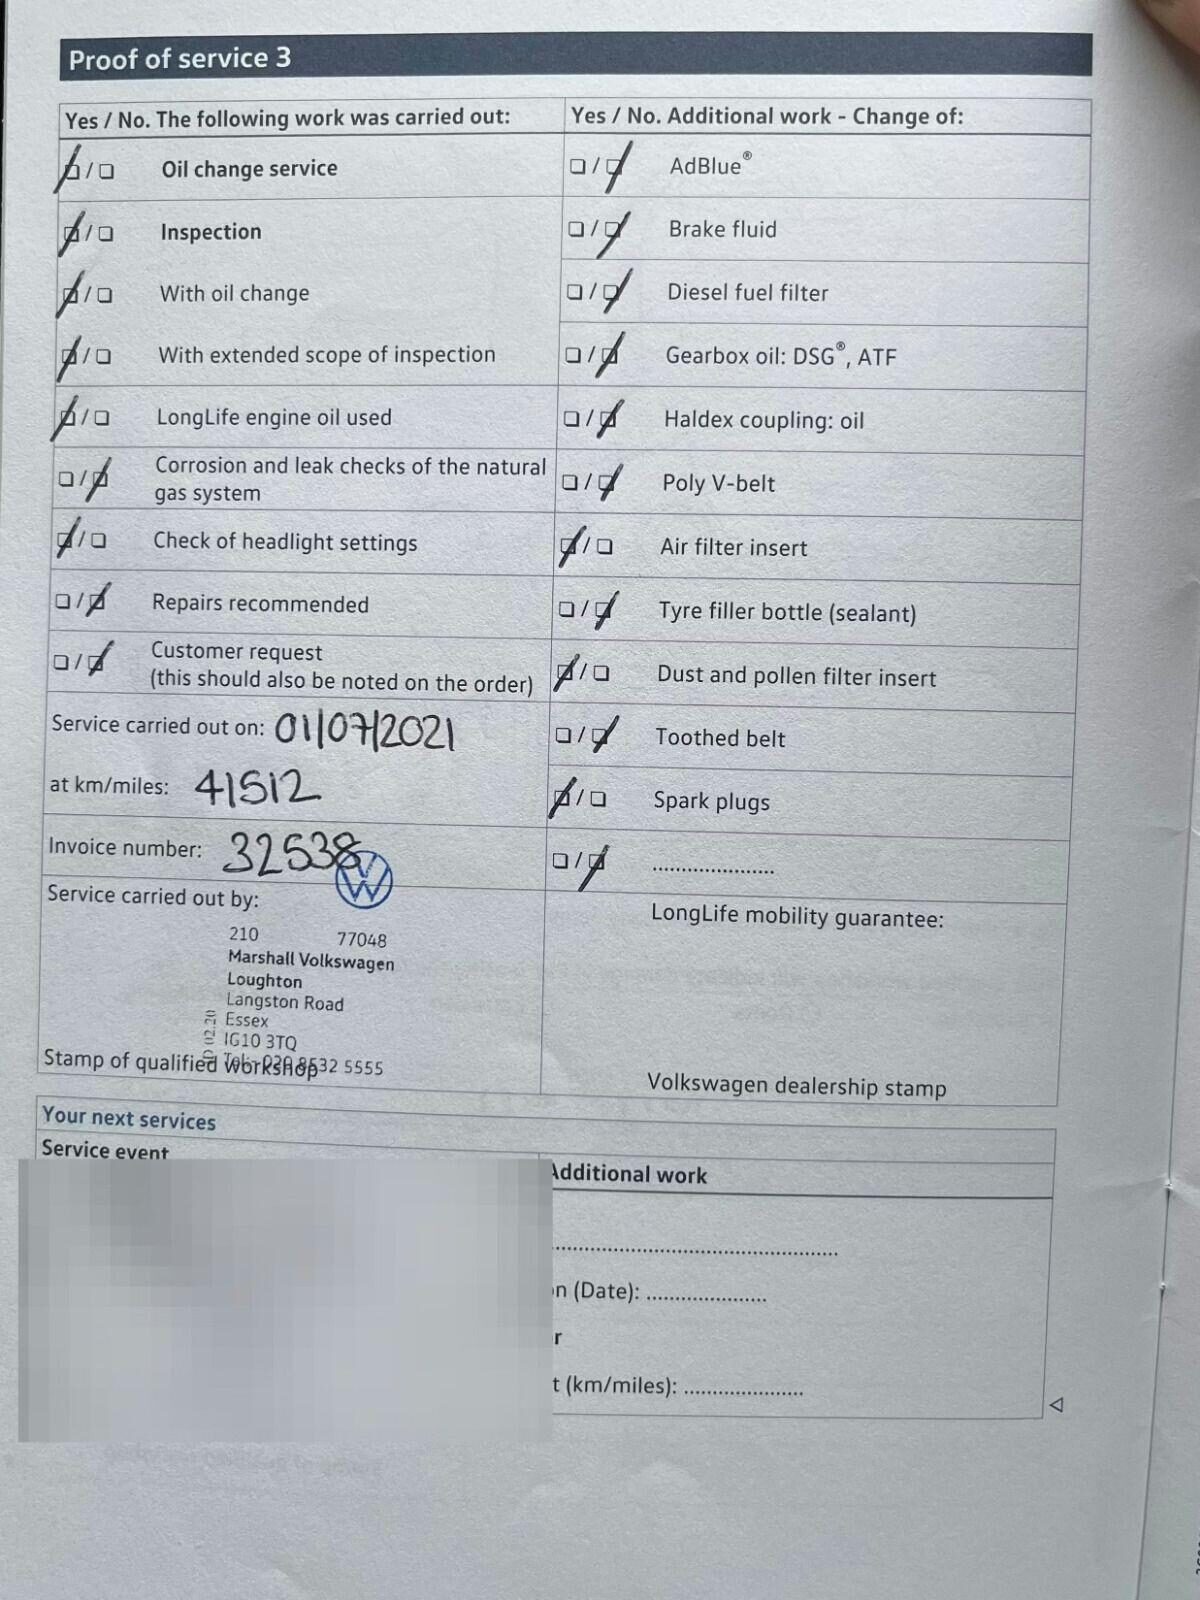 Proof of service 3
Yes / No. The following work was carried out:
☐ / ☐ Oil change service
☐ / ☐ Inspection
☐ / ☐ With oil change
☐ / ☐ With extended scope of inspection
☐ / ☐ LongLife engine oil used
☐ / ☐ Corrosion and leak checks of the natural
gas system
☐ / ☐ Check of headlight settings
☐ / ☐ Repairs recommended
☐ / ☐ Customer request
(this should also be noted on the order)
Service carried out on: 01/07/2021
at km/miles: 41512
Invoice number: 32538
Service carried out by:
210 77048
Marshall Volkswagen
Loughton
Langston Road
Essex
IG10 3TQ
Tel:- 020 8532 5555
Stamp of qualified workshop
Yes / No. Additional work - Change of:
☐ / ☐ AdBlue®
☐ / ☐ Brake fluid
☐ / ☐ Diesel fuel filter
☐ / ☐ Gearbox oil: DSG®, ATF
☐ / ☐ Haldex coupling: oil
☐ / ☐ Poly V-belt
☐ / ☐ Air filter insert
☐ / ☐ Tyre filler bottle (sealant)
☐ / ☐ Dust and pollen filter insert
☐ / ☐ Toothed belt
☐ / ☐ Spark plugs
☐ / ☐ .....................
LongLife mobility guarantee:
Volkswagen dealership stamp
Your next services
Service event
Additional work
..................................................
n (Date): .....................
r
t (km/miles): .....................